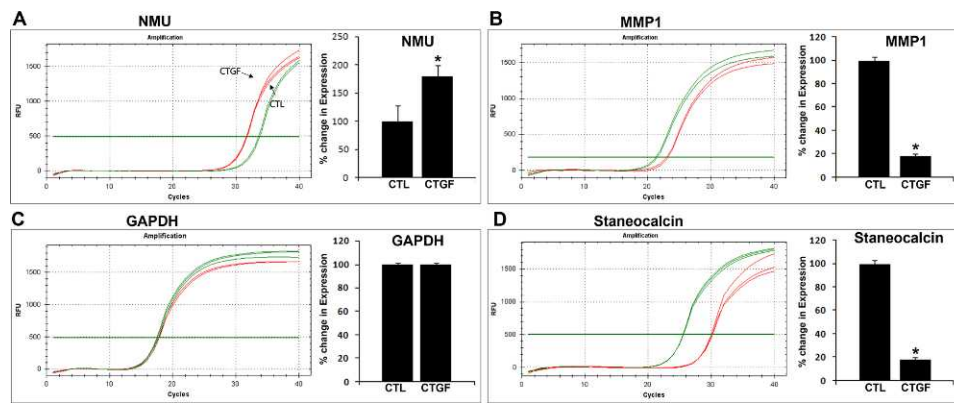 A
NMU
Amplification
RFU
1500
1000
500
0
0 10 20 30 40
Cycles
CTGF
CTL
NMU
% change in Expression
250
200
150
100
50
0
*
CTL CTGF
B
MMP1
Amplification
RFU
1500
1000
500
0
0 10 20 30 40
Cycles
MMP1
% change in Expression
120
100
80
60
40
20
0
*
CTL CTGF
C
GAPDH
Amplification
RFU
1500
1000
500
0
0 10 20 30 40
Cycles
GAPDH
% change in Expression
120
100
80
60
40
20
0
CTL CTGF
D
Staneocalcin
Amplification
RFU
1500
1000
500
0
0 10 20 30 40
Cycles
Staneocalcin
% change in Expression
120
100
80
60
40
20
0
*
CTL CTGF